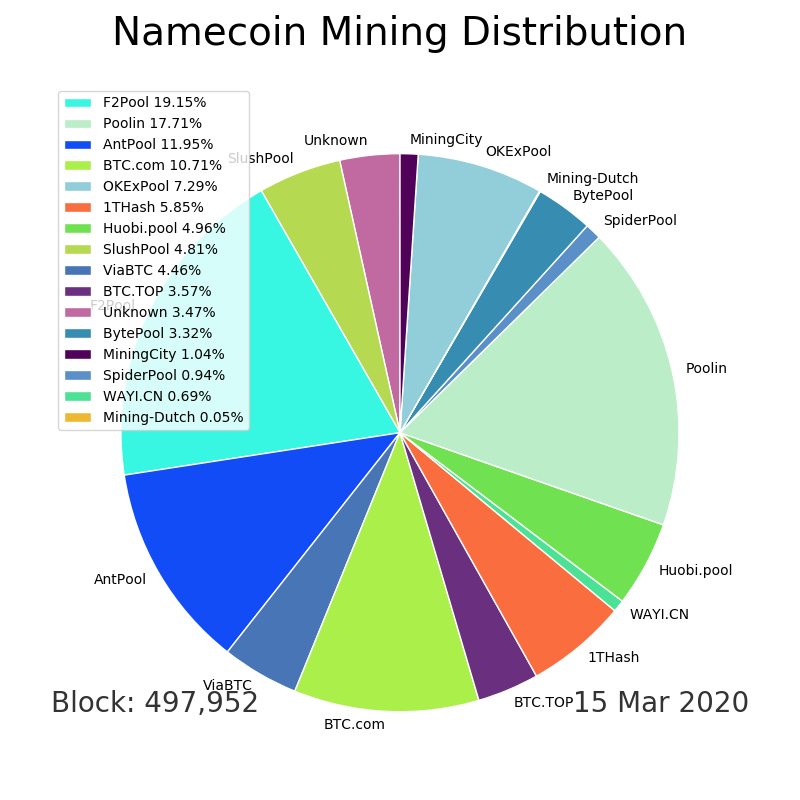 Namecoin Mining Distribution
F2Pool 19.15%
Poolin 17.71%
AntPool 11.95%
BTC.com 10.71%
OKExPool 7.29%
1THash 5.85%
Huobi.pool 4.96%
SlushPool 4.81%
ViaBTC 4.46%
BTC.TOP 3.57%
Unknown 3.47%
BytePool 3.32%
MiningCity 1.04%
SpiderPool 0.94%
WAYI.CN 0.69%
Mining-Dutch 0.05%
MiningCity
OKExPool
Mining-Dutch
BytePool
SpiderPool
Poolin
Huobi.pool
WAYI.CN
1THash
BTC.TOP
BTC.com
ViaBTC
AntPool
F2Pool
SlushPool
Unknown
Block: 497,952
15 Mar 2020